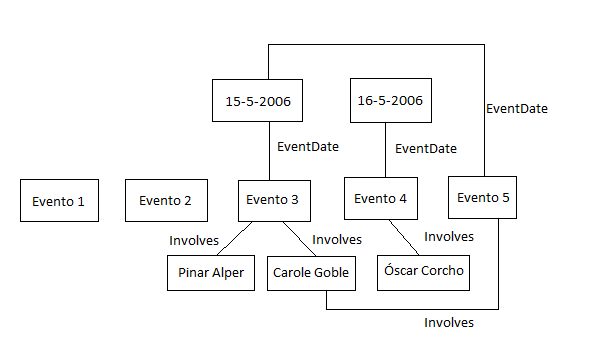 15-5-2006
16-5-2006
EventDate
EventDate
EventDate
Evento 1
Evento 2
Evento 3
Evento 4
Evento 5
Involves
Involves
Involves
Pinar Alper
Carole Goble
Óscar Corcho
Involves